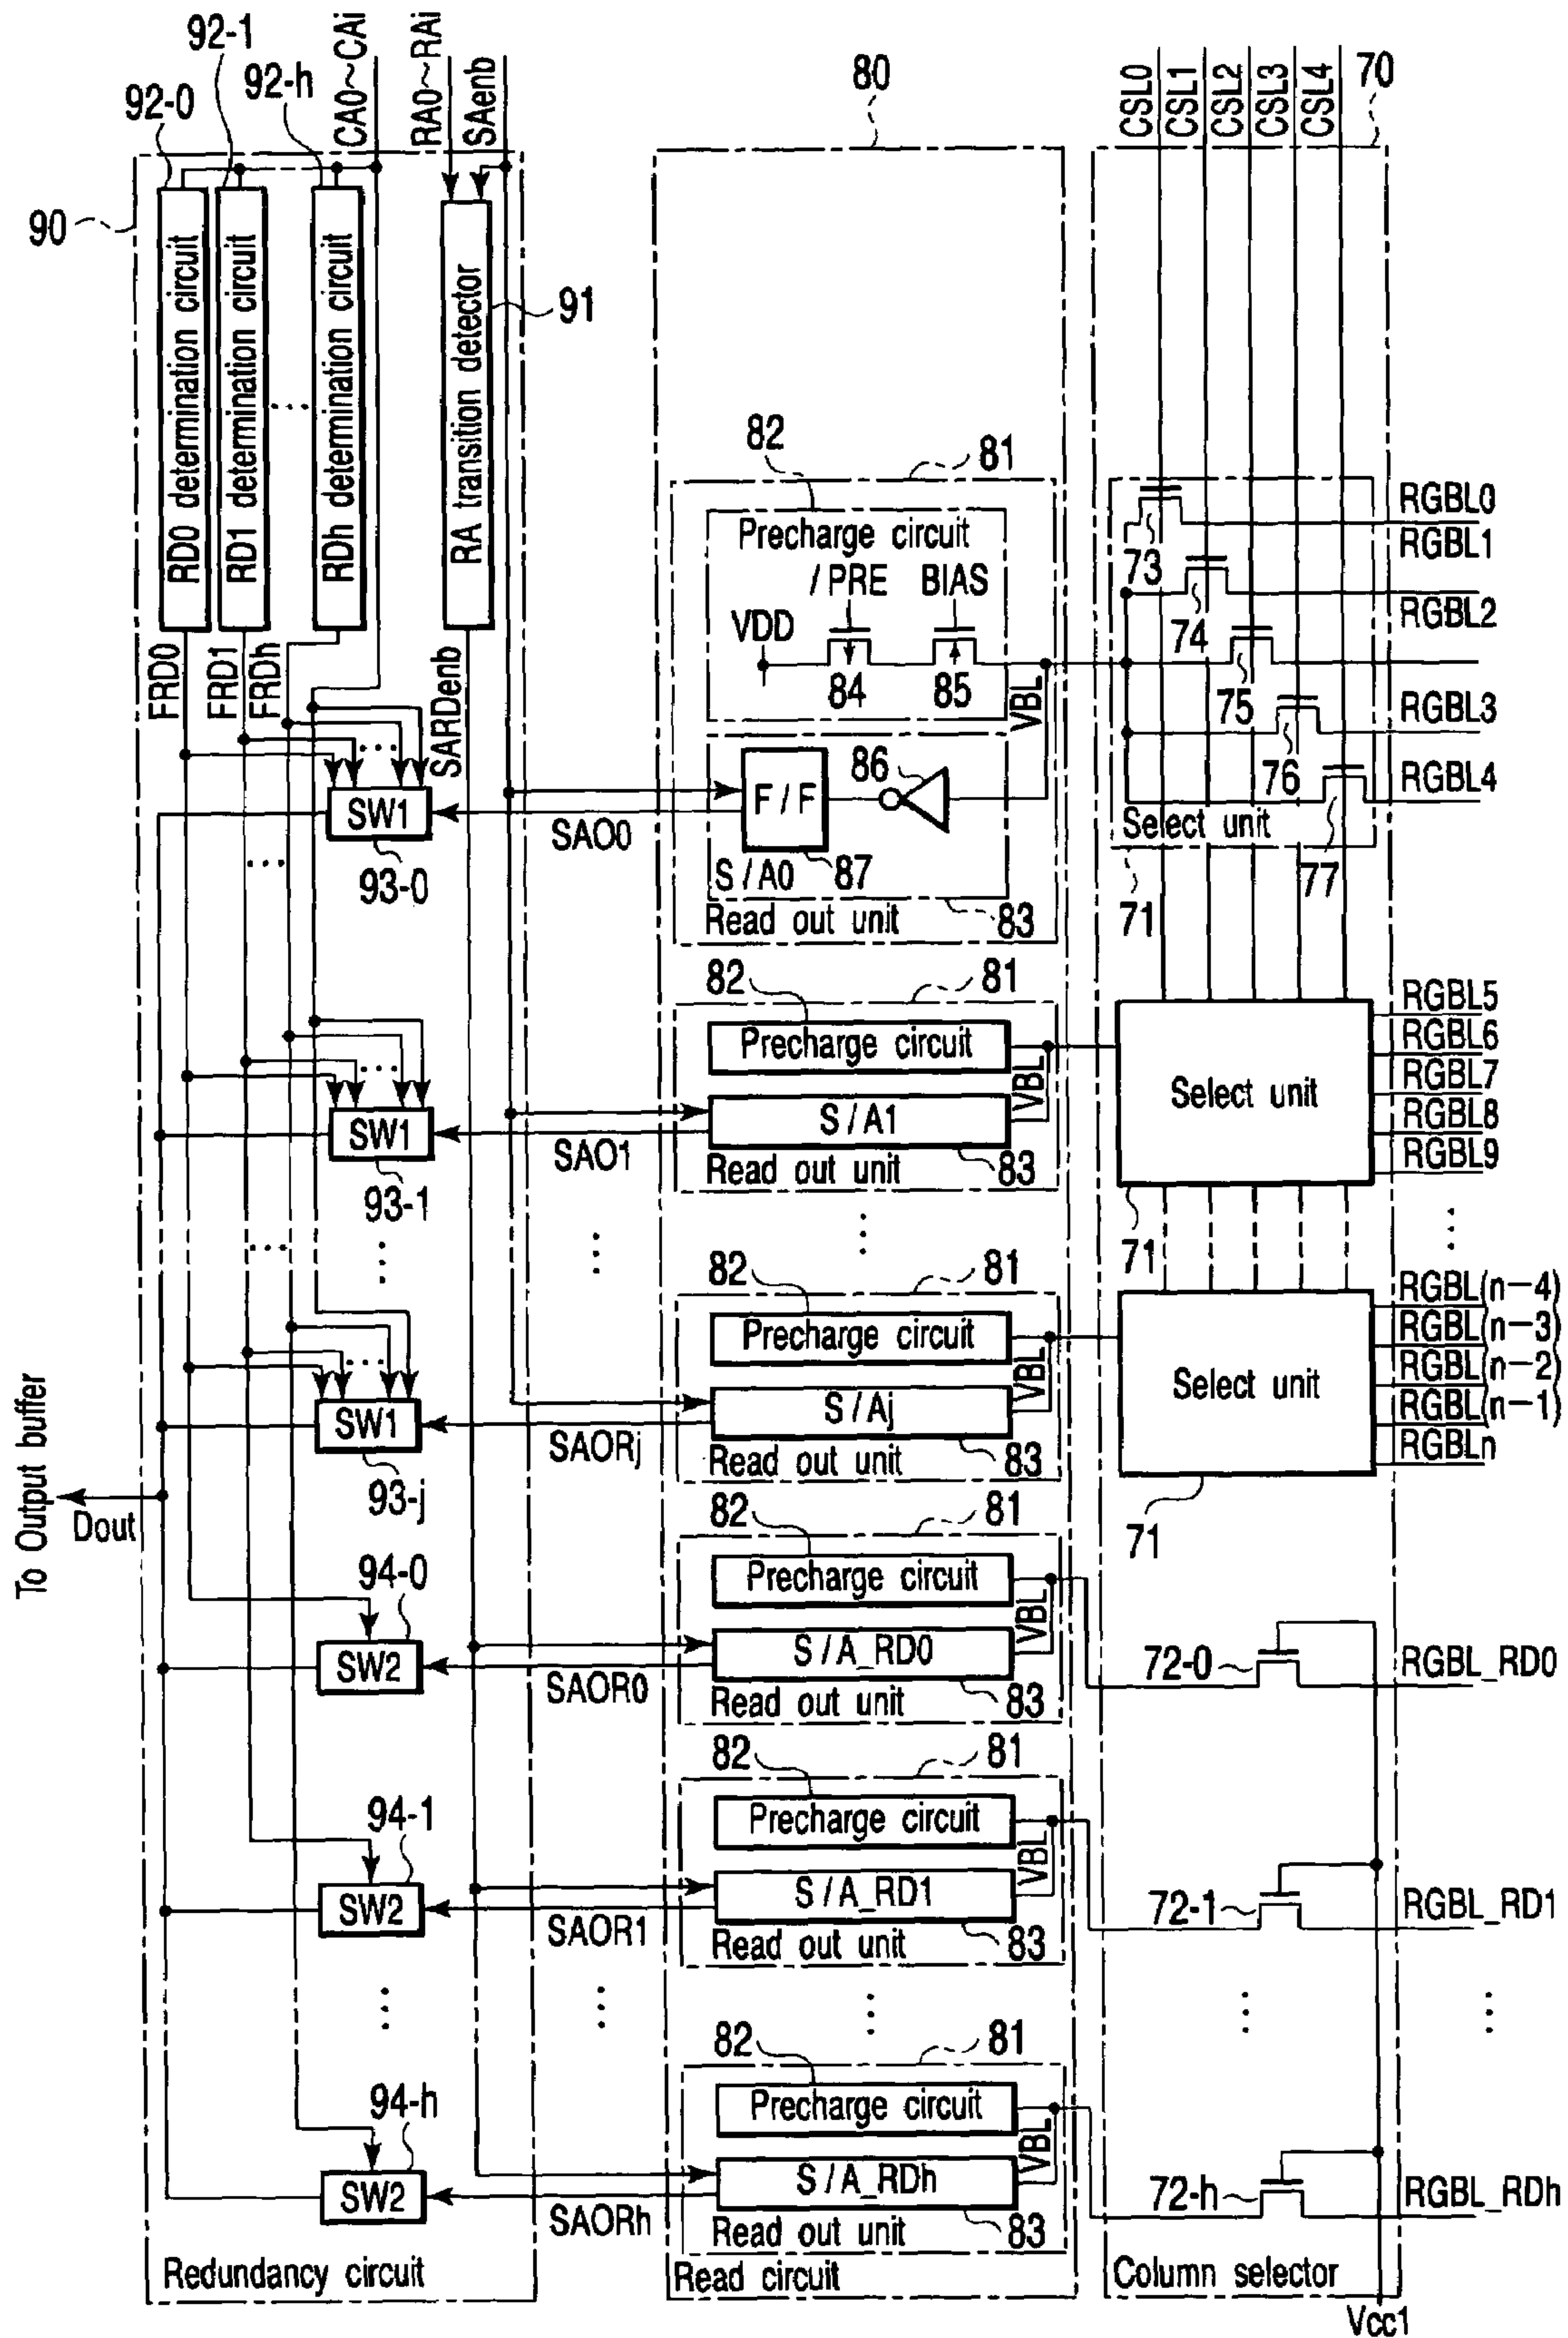 92-1
92-0
92-h
CA0~CAi
RA0~RAi
SAenb
80
CSL0
CSL1
CSL2
CSL3
CSL4
70
90
RD0 determination circuit
RD1 determination circuit
...
RDh determination circuit
RA transition detector
91
82
81
Precharge circuit
/PRE BIAS
VDD
84 85
VBL
73
74
75
76
77
RGBL0
RGBL1
RGBL2
RGBL3
RGBL4
Select unit
71
FRD0
FRD1
FRDh
SARDenb
...
SW1
93-0
SAO0
F/F
86
87
S/A0
Read out unit
83
...
82
81
Precharge circuit
VBL
S/A1
Read out unit
83
...
SW1
93-1
SAO1
Select unit
71
RGBL5
RGBL6
RGBL7
RGBL8
RGBL9
...
82
81
Precharge circuit
VBL
S/Aj
Read out unit
83
...
SW1
93-j
SAORj
Select unit
71
RGBL(n-4)
RGBL(n-3)
RGBL(n-2)
RGBL(n-1)
RGBLn
To Output buffer
Dout
82
81
Precharge circuit
VBL
94-0
SW2
SAOR0
S/A_RD0
Read out unit
83
72-0
RGBL_RD0
82
81
Precharge circuit
VBL
94-1
SW2
SAOR1
S/A_RD1
Read out unit
83
72-1
RGBL_RD1
...
82
81
Precharge circuit
VBL
94-h
SW2
SAORh
S/A_RDh
Read out unit
83
72-h
RGBL_RDh
Redundancy circuit
Read circuit
Column selector
Vcc1